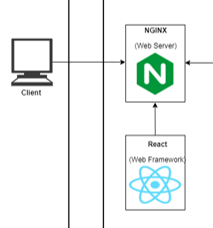 NGINX
(Web Server)
N
Client
React
(Web Framework)